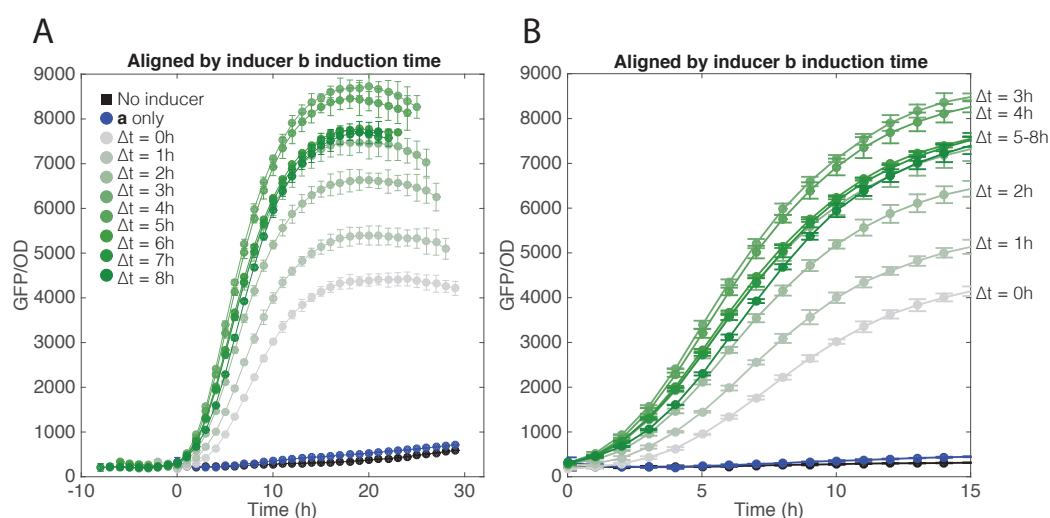 A
Aligned by inducer b induction time
9000
8000
7000
6000
5000
4000
3000
2000
1000
0
GFP/OD
No inducer
a only
Δt = 0h
Δt = 1h
Δt = 2h
Δt = 3h
Δt = 4h
Δt = 5h
Δt = 6h
Δt = 7h
Δt = 8h
-10
0
10
20
30
Time (h)
B
Aligned by inducer b induction time
9000
8000
7000
6000
5000
4000
3000
2000
1000
0
GFP/OD
Δt = 3h
Δt = 4h
Δt = 5-8h
Δt = 2h
Δt = 1h
Δt = 0h
0
5
10
15
Time (h)